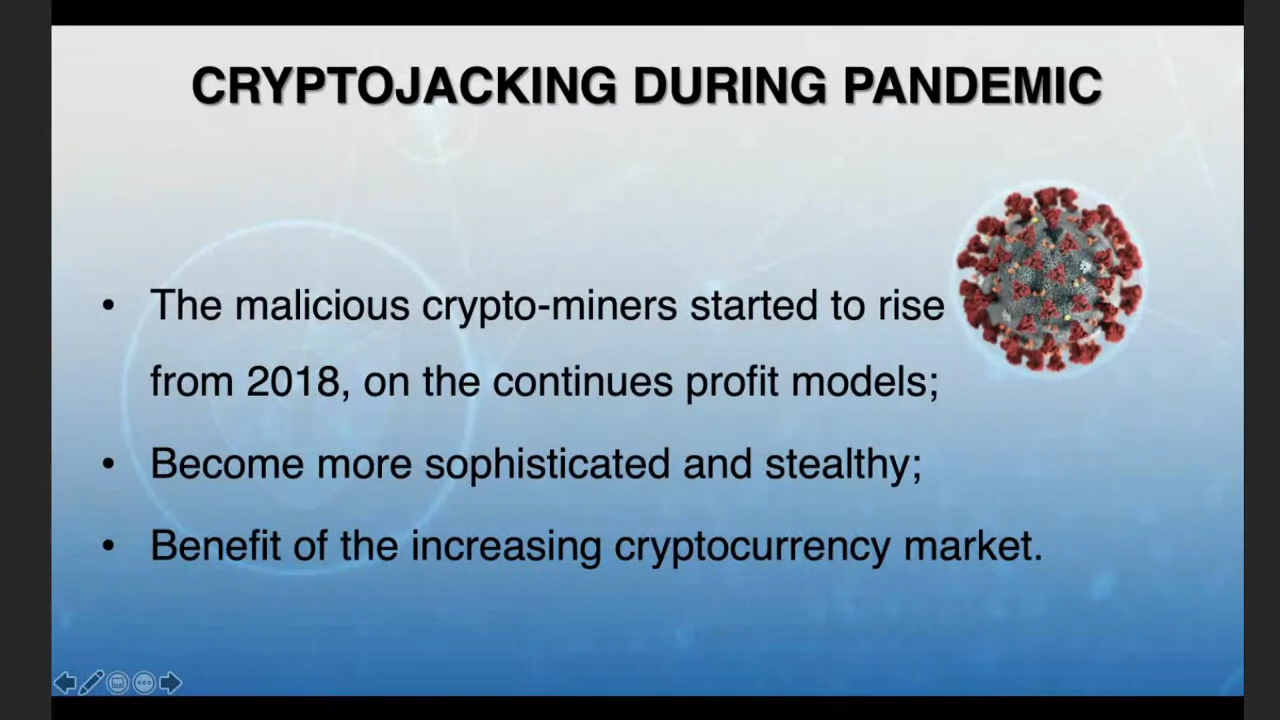 CRYPTOJACKING DURING PANDEMIC
• The malicious crypto-miners started to rise
from 2018, on the continues profit models;
• Become more sophisticated and stealthy;
• Benefit of the increasing cryptocurrency market.